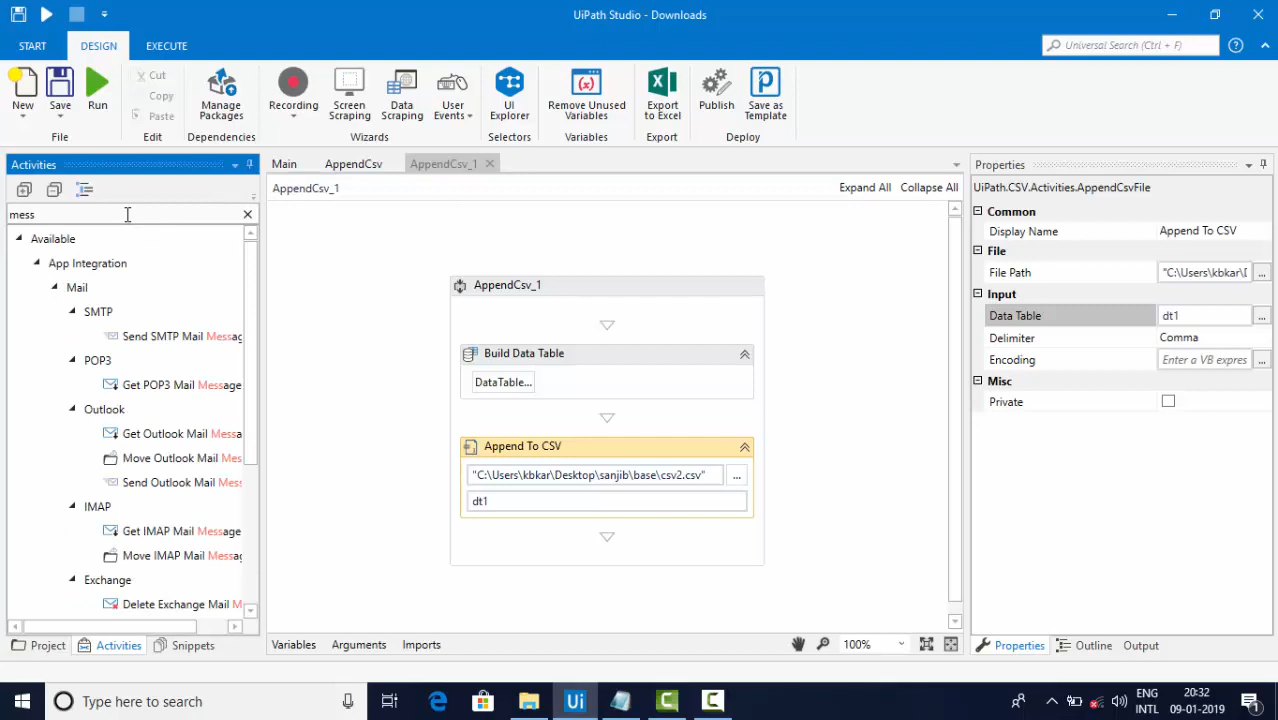 UiPath Studio - Downloads
START
DESIGN
EXECUTE
Universal Search (Ctrl + F)
New
Save
Run
Cut
Copy
Paste
Manage Packages
Recording
Screen Scraping
Data Scraping
User Events
UI Explorer
Remove Unused Variables
Export to Excel
Publish
Save as Template
File
Edit
Dependencies
Wizards
Selectors
Variables
Export
Deploy
Activities
mess
Available
App Integration
Mail
SMTP
Send SMTP Mail Messag
POP3
Get POP3 Mail Message
Outlook
Get Outlook Mail Messa
Move Outlook Mail Mes
Send Outlook Mail Mes
IMAP
Get IMAP Mail Message
Move IMAP Mail Messag
Exchange
Delete Exchange Mail M
Project
Activities
Snippets
Main
AppendCsv
AppendCsv_1
AppendCsv_1
Expand All
Collapse All
AppendCsv_1
Build Data Table
DataTable...
Append To CSV
"C:\Users\kbkar\Desktop\sanjib\base\csv2.csv"
...
dt1
Variables
Arguments
Imports
100%
Properties
UiPath.CSV.Activities.AppendCsvFile
Common
Display Name
Append To CSV
File
File Path
"C:\Users\kbkar\D
...
Input
Data Table
dt1
...
Delimiter
Comma
Encoding
Enter a VB expres
...
Misc
Private
Properties
Outline
Output
Type here to search
Ui
ENG
INTL
20:32
09-01-2019
1